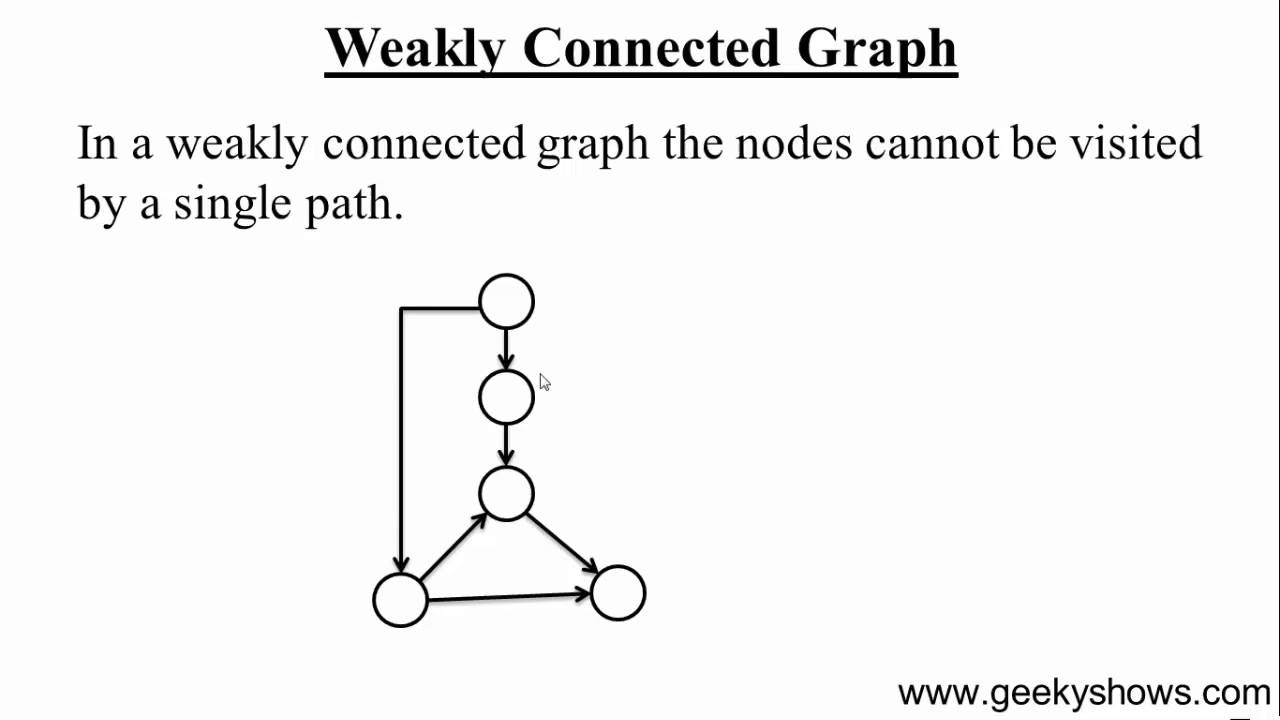 Weakly Connected Graph
In a weakly connected graph the nodes cannot be visited
by a single path.
www.geekyshows.com